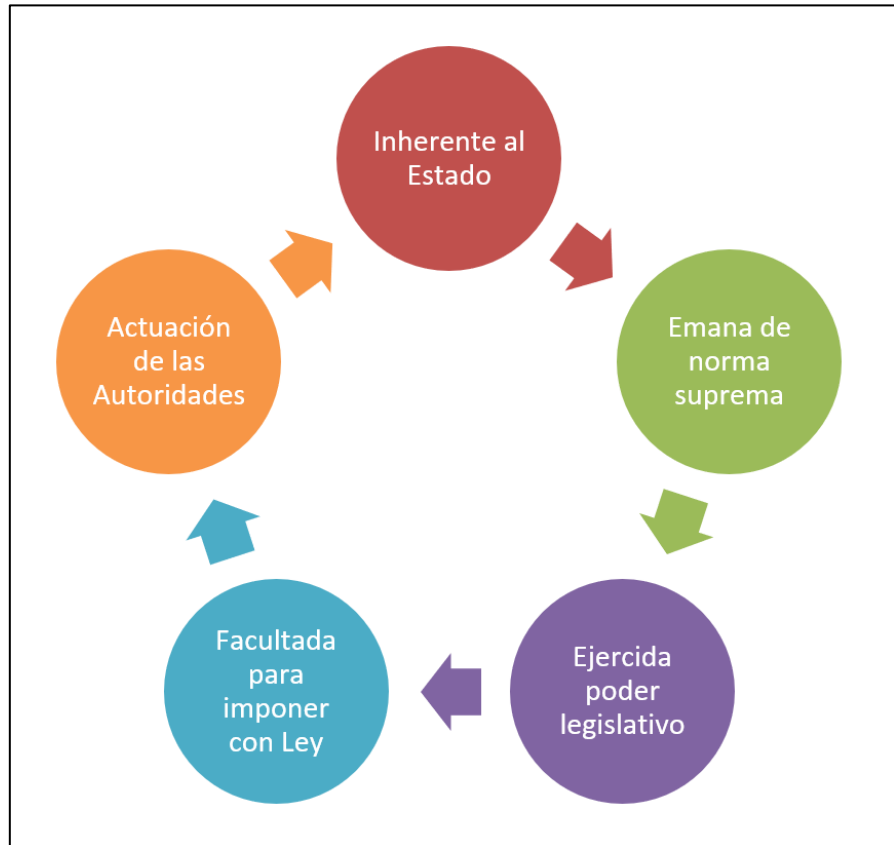 Inherente al
Estado
Emana de
norma
suprema
Ejercida
poder
legislativo
Facultada
para
imponer
con Ley
Actuación
de las
Autoridades